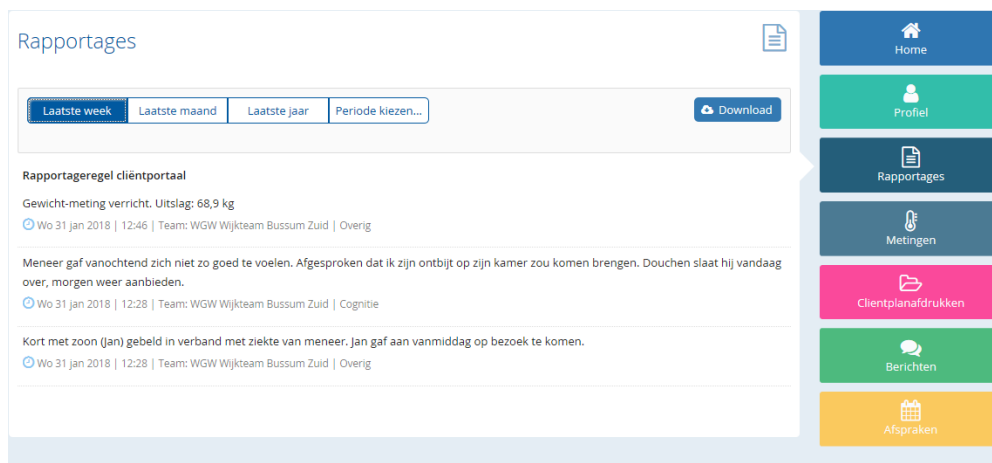 Rapportages
Laatste week
Laatste maand
Laatste jaar
Periode kiezen...
Download
Rapportageregel cliëntportaal
Gewicht-meting verricht. Uitslag: 68,9 kg
Wo 31 jan 2018 | 12:46 | Team: WGW Wijkteam Bussum Zuid | Overig
Meneer gaf vanochtend zich niet zo goed te voelen. Afgesproken dat ik zijn ontbijt op zijn kamer zou komen brengen. Douchen slaat hij vandaag
over, morgen weer aanbieden.
Wo 31 jan 2018 | 12:28 | Team: WGW Wijkteam Bussum Zuid | Cognitie
Kort met zoon (Jan) gebeld in verband met ziekte van meneer. Jan gaf aan vanmiddag op bezoek te komen.
Wo 31 jan 2018 | 12:28 | Team: WGW Wijkteam Bussum Zuid | Overig
Home
Profiel
Rapportages
Metingen
Clientplanafdrukken
Berichten
Afspraken